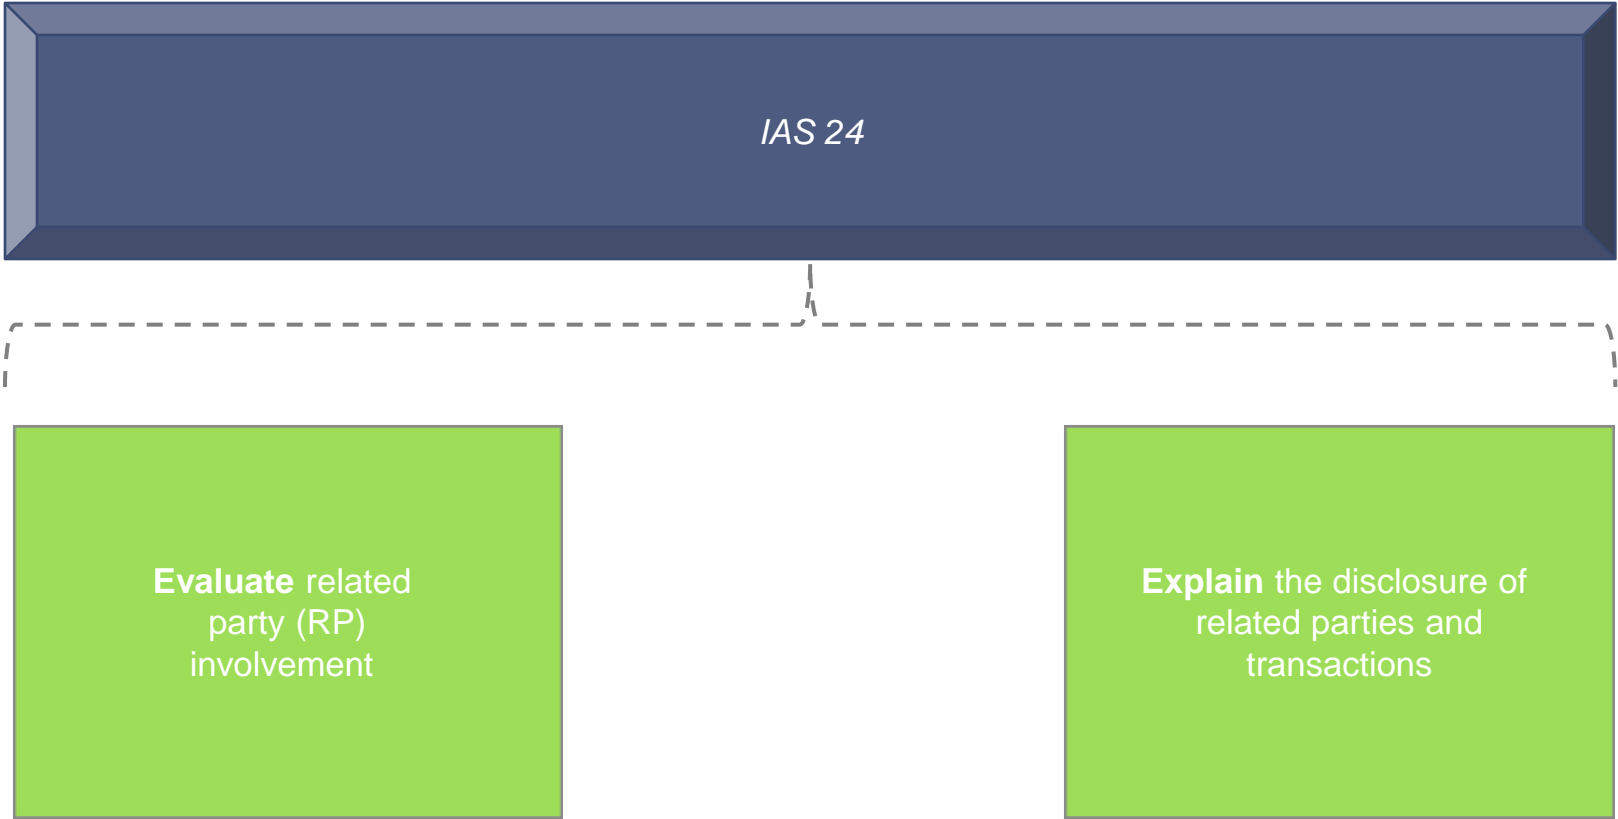 IAS 24
Evaluate related
party (RP)
involvement
Explain the disclosure of
related parties and
transactions